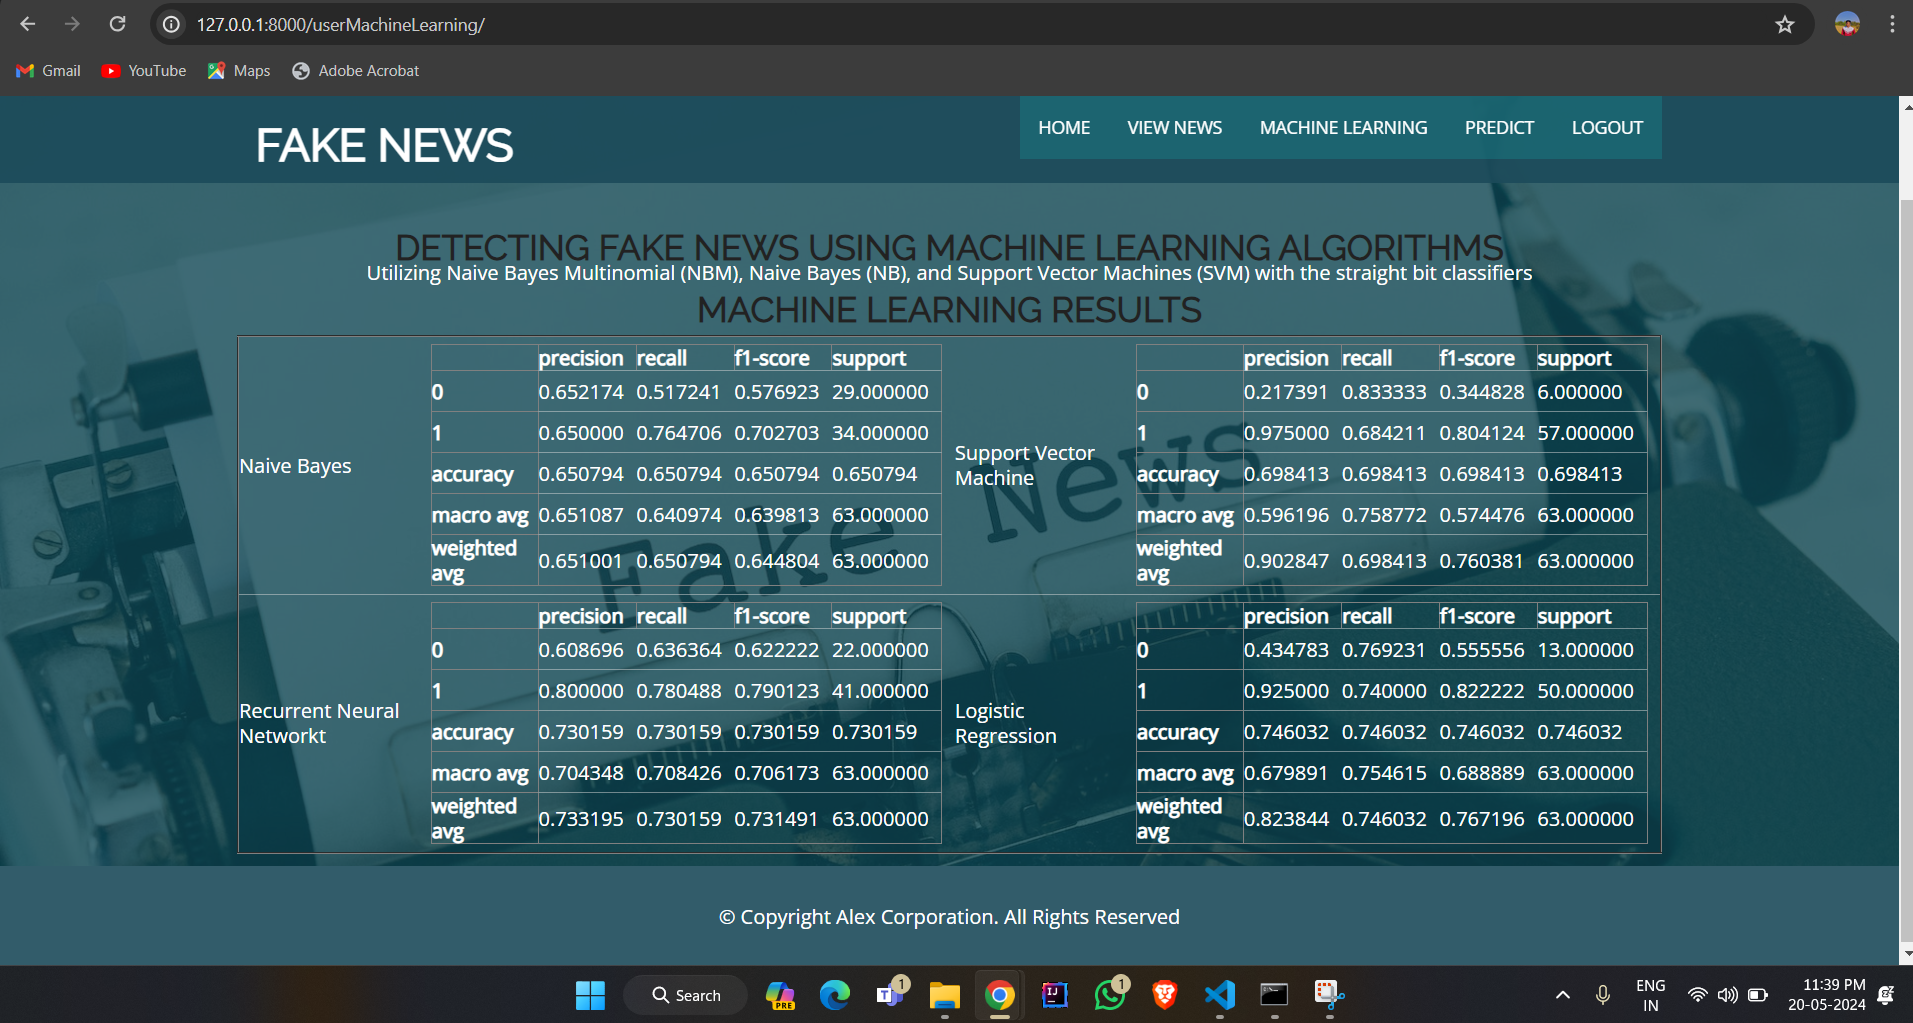 127.0.0.1:8000/userMachineLearning/
Gmail YouTube Maps Adobe Acrobat
FAKE NEWS
HOME VIEW NEWS MACHINE LEARNING PREDICT LOGOUT
DETECTING FAKE NEWS USING MACHINE LEARNING ALGORITHMS
Utilizing Naive Bayes Multinomial (NBM), Naive Bayes (NB), and Support Vector Machines (SVM) with the straight bit classifiers
MACHINE LEARNING RESULTS
Naive Bayes
precision recall f1-score support
0 0.652174 0.517241 0.576923 29.000000
1 0.650000 0.764706 0.702703 34.000000
accuracy 0.650794 0.650794 0.650794 0.650794
macro avg 0.651087 0.640974 0.639813 63.000000
weighted
avg 0.651001 0.650794 0.644804 63.000000
Support Vector
Machine
precision recall f1-score support
0 0.217391 0.833333 0.344828 6.000000
1 0.975000 0.684211 0.804124 57.000000
accuracy 0.698413 0.698413 0.698413 0.698413
macro avg 0.596196 0.758772 0.574476 63.000000
weighted
avg 0.902847 0.698413 0.760381 63.000000
Fake News
Recurrent Neural
Networkt
precision recall f1-score support
0 0.608696 0.636364 0.622222 22.000000
1 0.800000 0.780488 0.790123 41.000000
accuracy 0.730159 0.730159 0.730159 0.730159
macro avg 0.704348 0.708426 0.706173 63.000000
weighted
avg 0.733195 0.730159 0.731491 63.000000
Logistic
Regression
precision recall f1-score support
0 0.434783 0.769231 0.555556 13.000000
1 0.925000 0.740000 0.822222 50.000000
accuracy 0.746032 0.746032 0.746032 0.746032
macro avg 0.679891 0.754615 0.688889 63.000000
weighted
avg 0.823844 0.746032 0.767196 63.000000
© Copyright Alex Corporation. All Rights Reserved
Search
PRE
T
1
IJ
1
ENG
IN
11:39 PM
20-05-2024